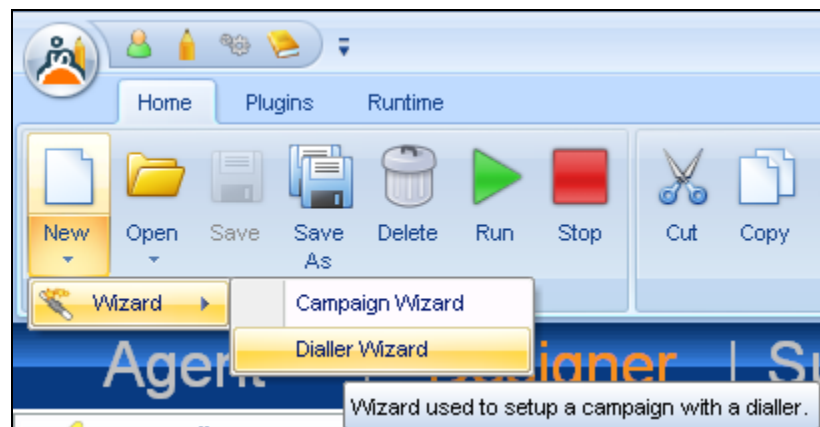 Home Plugins Runtime
New Open Save Save As Delete Run Stop Cut Copy
Wizard Campaign Wizard
Dialler Wizard
Agent Designer
Wizard used to setup a campaign with a dialler.